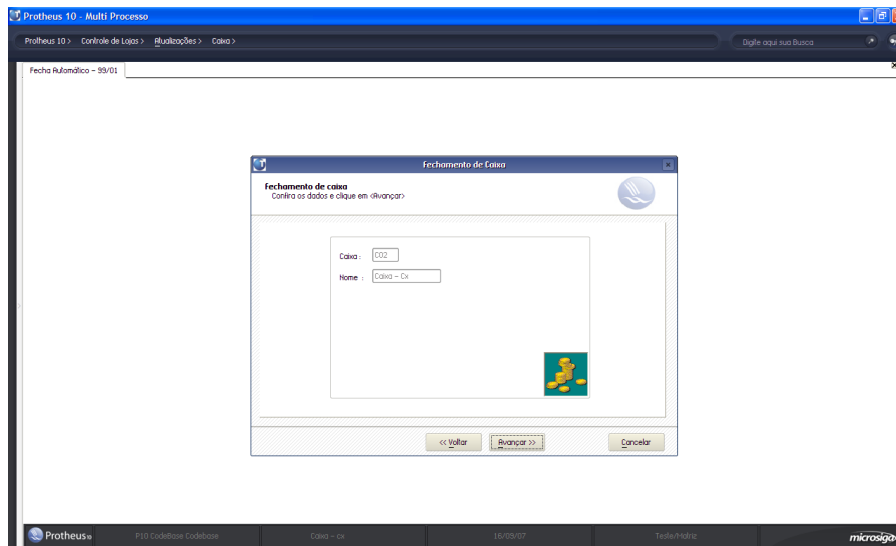 Protheus 10 - Multi Processo
Protheus 10 > Controle de Lojas > Atualizações > Caixa >
Digite aqui sua Busca
Fecha Automático - 99/01
Fechamento de Caixa
Fechamento de caixa
Confira os dados e clique em <Avançar>
Caixa : C02
Nome : Caixa - Cx
<< Voltar Avançar >> Cancelar
Protheus 10 P10 CodeBase Codebase Caixa - cx 16/09/07 Teste/Matriz microsiga